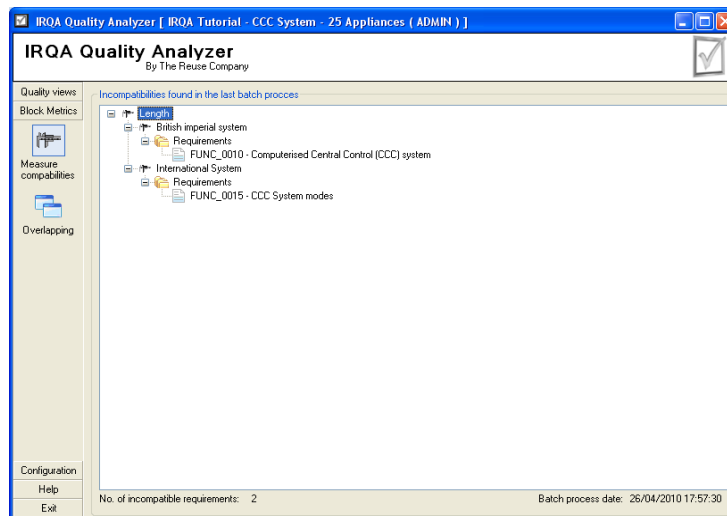 IRQA Quality Analyzer [ IRQA Tutorial - CCC System - 25 Appliances ( ADMIN ) ]
IRQA Quality Analyzer
By The Reuse Company
Quality views
Block Metrics
Measure
compabilities
Overlapping
Configuration
Help
Exit
Incompatibilities found in the last batch procces
Length
British imperial system
Requirements
FUNC_0010 - Computerised Central Control (CCC) system
International System
Requirements
FUNC_0015 - CCC System modes
No. of incompatible requirements: 2
Batch process date: 26/04/2010 17:57:30